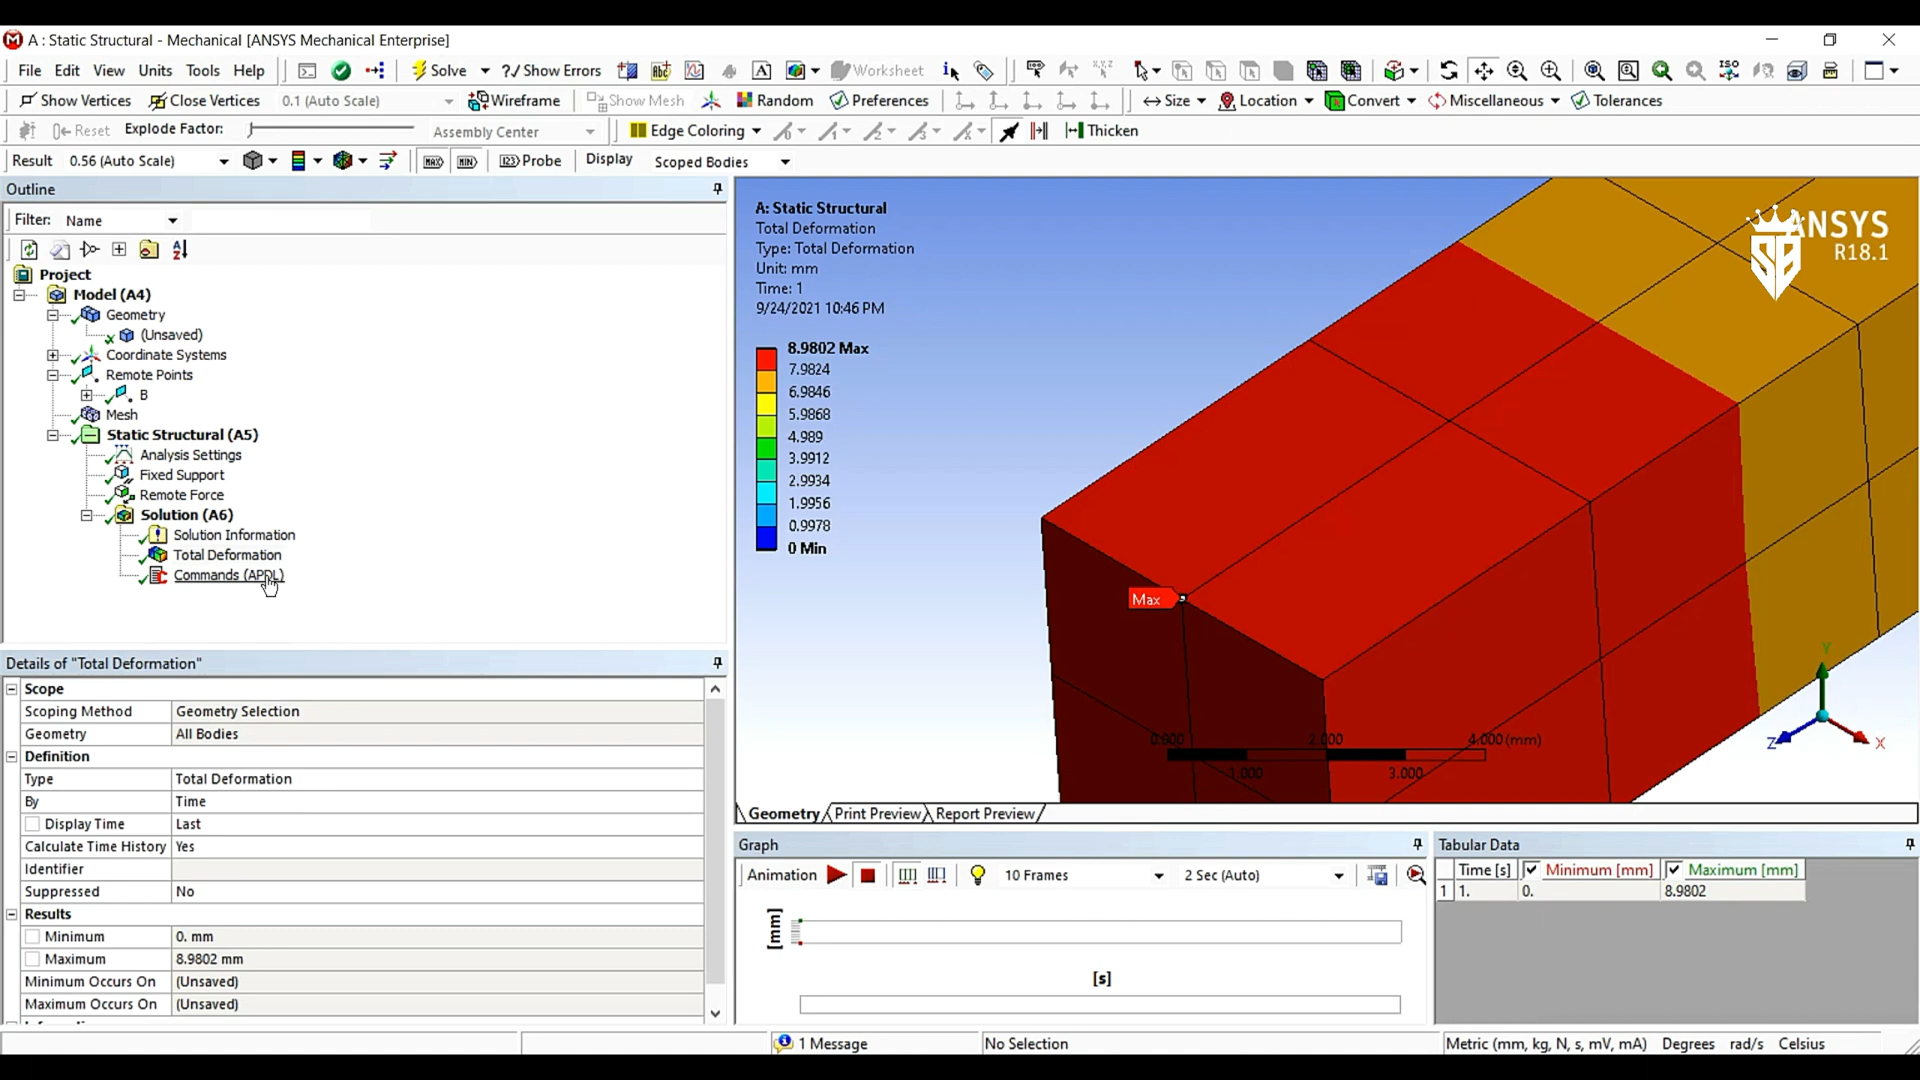 A : Static Structural - Mechanical [ANSYS Mechanical Enterprise]
File Edit View Units Tools Help Solve ?/ Show Errors Worksheet
Show Vertices Close Vertices 0.1 (Auto Scale) Wireframe Show Mesh Random Preferences Size Location Convert Miscellaneous Tolerances
Reset Explode Factor: Assembly Center Edge Coloring Thicken
Result 0.56 (Auto Scale) MAX MIN Probe Display Scoped Bodies
Outline
Filter: Name
Project
Model (A4)
Geometry
(Unsaved)
Coordinate Systems
Remote Points
B
Mesh
Static Structural (A5)
Analysis Settings
Fixed Support
Remote Force
Solution (A6)
Solution Information
Total Deformation
Commands (APDL)
Details of "Total Deformation"
Scope
Scoping Method Geometry Selection
Geometry All Bodies
Definition
Type Total Deformation
By Time
Display Time Last
Calculate Time History Yes
Identifier
Suppressed No
Results
Minimum 0. mm
Maximum 8.9802 mm
Minimum Occurs On (Unsaved)
Maximum Occurs On (Unsaved)
A: Static Structural
Total Deformation
Type: Total Deformation
Unit: mm
Time: 1
9/24/2021 10:46 PM
8.9802 Max
7.9824
6.9846
5.9868
4.989
3.9912
2.9934
1.9956
0.9978
0 Min
ANSYS
R18.1
SB
Max
0.000 2.000 4.000 (mm)
1.000 3.000
Y
Z X
Geometry Print Preview Report Preview
Graph
Animation 10 Frames 2 Sec (Auto)
[mm]
[s]
Tabular Data
Time [s] Minimum [mm] Maximum [mm]
1 1. 0. 8.9802
1 Message No Selection Metric (mm, kg, N, s, mV, mA) Degrees rad/s Celsius